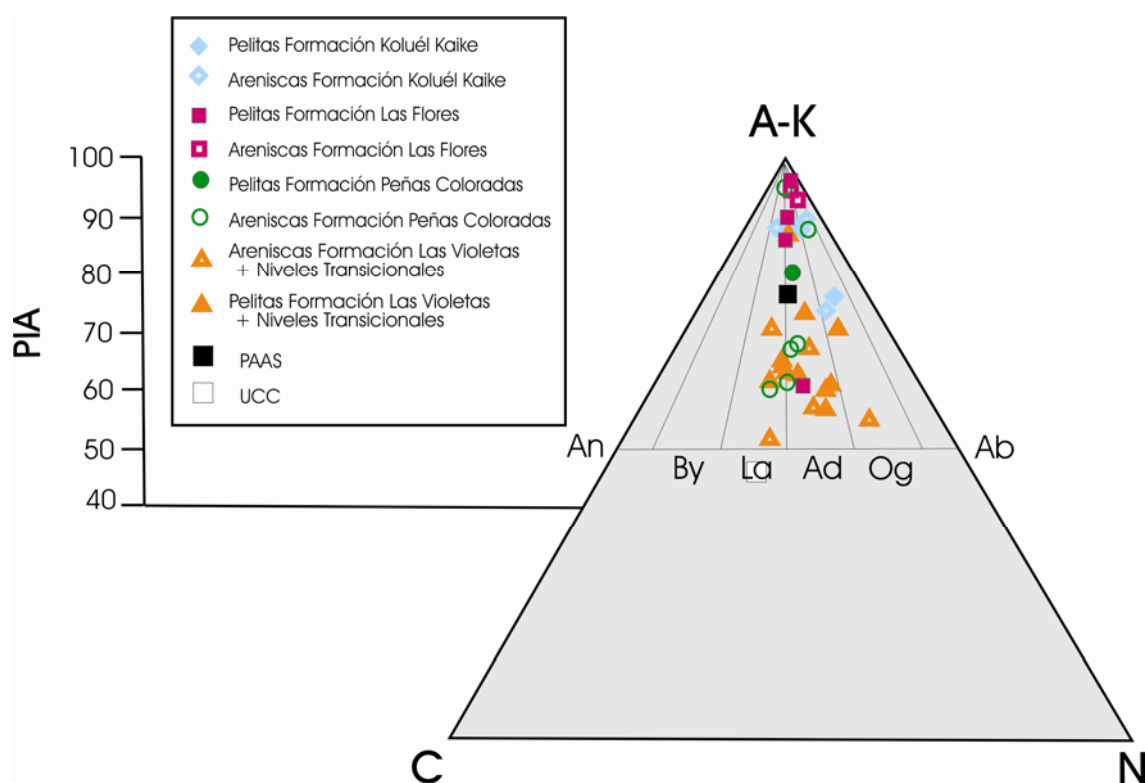 Pelitas Formación Koluél Kaike
Areniscas Formación Koluél Kaike
Pelitas Formación Las Flores
Areniscas Formación Las Flores
Pelitas Formación Peñas Coloradas
Areniscas Formación Peñas Coloradas
Areniscas Formación Las Violetas
+ Niveles Transicionales
Pelitas Formación Las Violetas
+ Niveles Transicionales
PAAS
UCC
PIA
100
90
80
70
60
50
40
A-K
An
Ab
By
La
Ad
Og
C
N